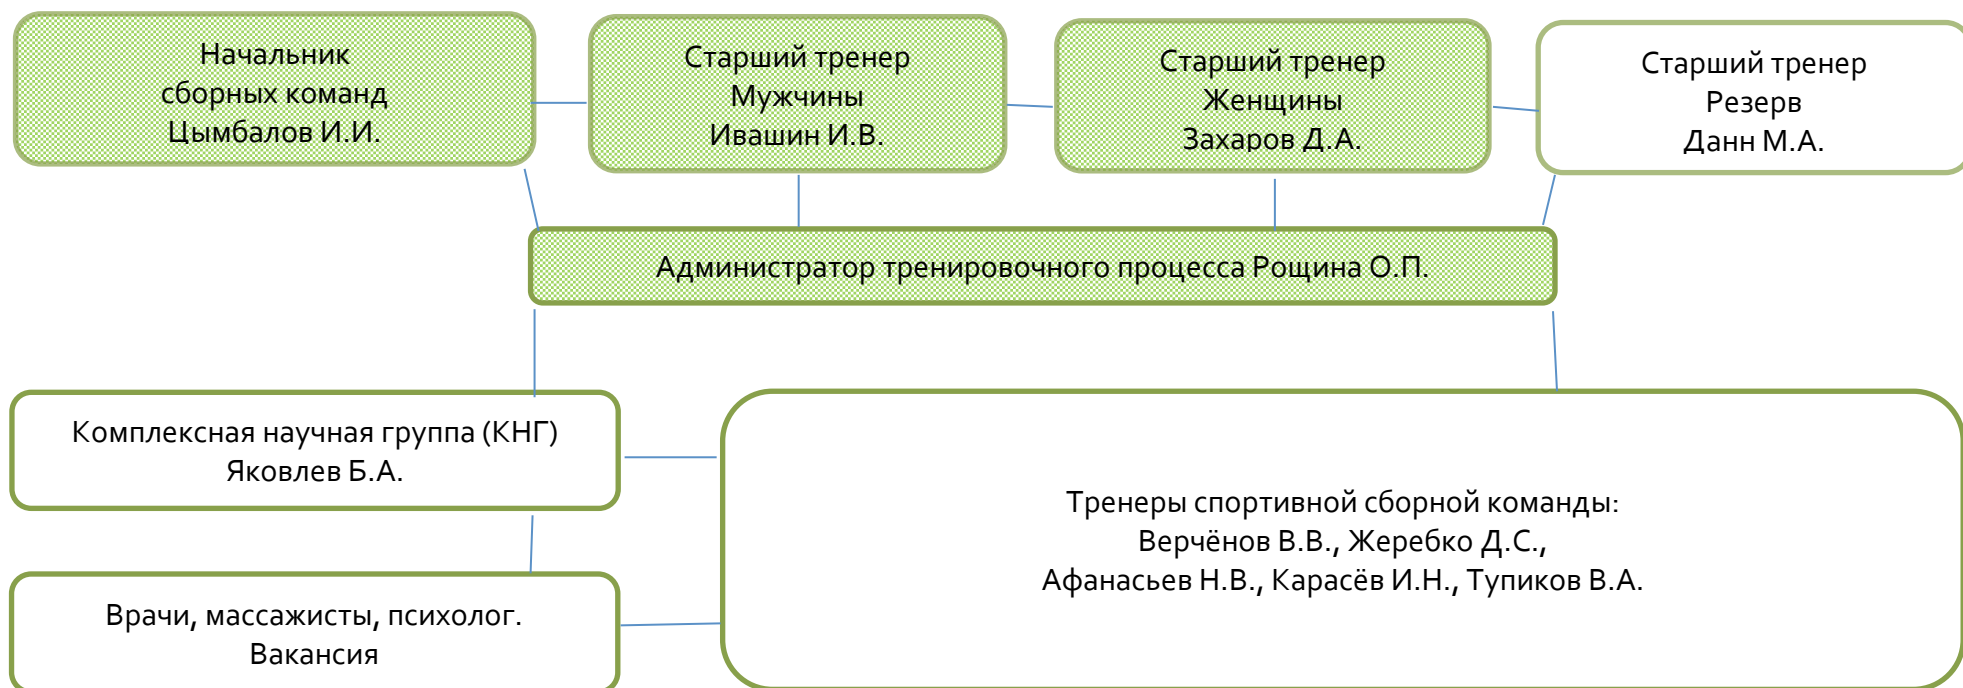 Начальник
сборных команд
Цымбалов И.И.
Старший тренер
Мужчины
Ивашин И.В.
Старший тренер
Женщины
Захаров Д.А.
Старший тренер
Резерв
Данн М.А.
Администратор тренировочного процесса Рощина О.П.
Комплексная научная группа (КНГ)
Яковлев Б.А.
Тренеры спортивной сборной команды:
Верчёнов В.В., Жеребко Д.С.,
Афанасьев Н.В., Карасёв И.Н., Тупиков В.А.
Врачи, массажисты, психолог.
Вакансия